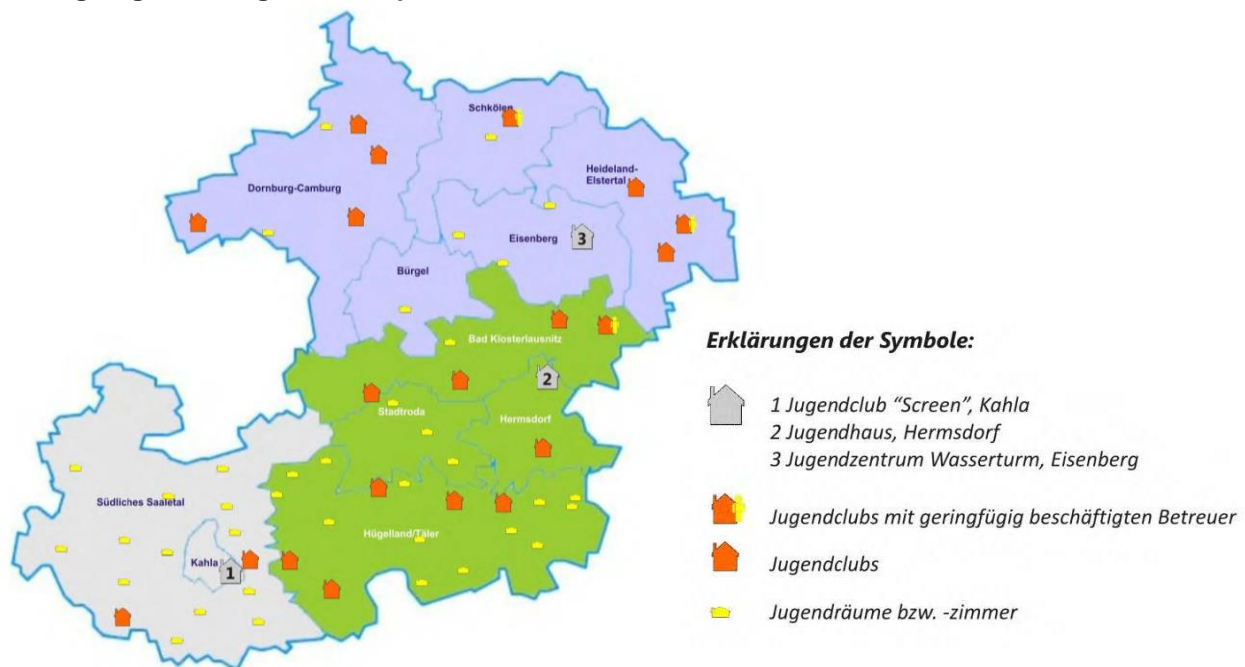 Schkölen
Heideland-
Elstertal
Dornburg-Camburg
Eisenberg
3
Bürgel
Bad Klosterlausnitz
2
Stadtroda
Hermsdorf
Südliches Saaletal
Hügelland/Täler
Kahla
1
Erklärungen der Symbole:
1 Jugendclub “Screen”, Kahla
2 Jugendhaus, Hermsdorf
3 Jugendzentrum Wasserturm, Eisenberg
Jugendclubs mit geringfügig beschäftigten Betreuer
Jugendclubs
Jugendräume bzw. -zimmer